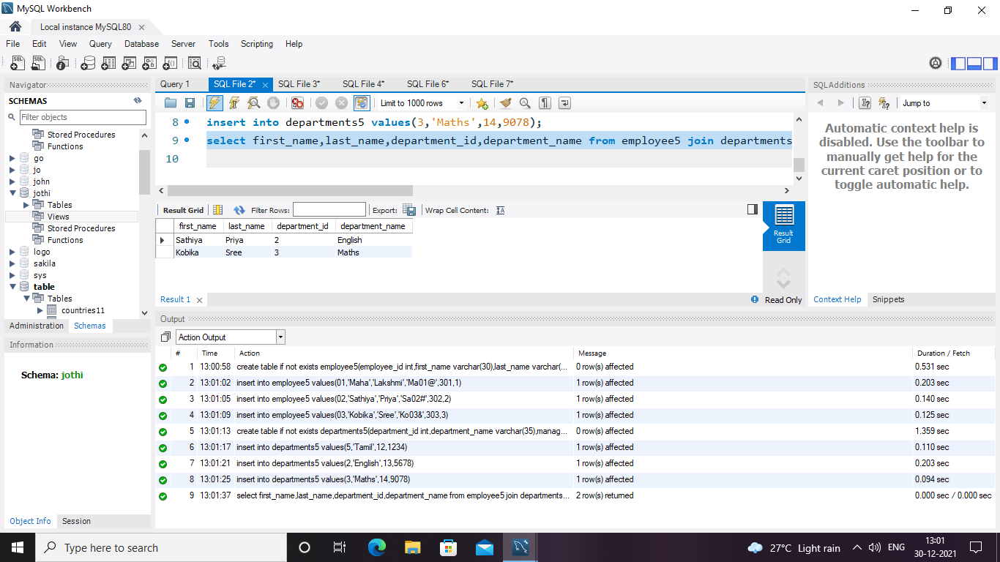 MySQL Workbench
Local instance MySQL80
File Edit View Query Database Server Tools Scripting Help
Navigator
SCHEMAS
Filter objects
Stored Procedures
Functions
go
jo
john
jothi
Tables
Views
Stored Procedures
Functions
logo
sakila
sys
table
Tables
countries11
Administration Schemas
Information
Schema: jothi
Object Info Session
Query 1 SQL File 2* SQL File 3* SQL File 4* SQL File 6* SQL File 7*
Limit to 1000 rows
8 insert into departments5 values(3,'Maths',14,9078);
9 select first_name,last_name,department_id,department_name from employee5 join departments
10
Result Grid Filter Rows: Export: Wrap Cell Content:
first_name last_name department_id department_name
Sathiya Priya 2 English
Kobika Sree 3 Maths
Result Grid
Result 1
Read Only
SQLAdditions
Jump to
Automatic context help is
disabled. Use the toolbar to
manually get help for the
current caret position or to
toggle automatic help.
Context Help Snippets
Output
Action Output
# Time Action Message Duration / Fetch
1 13:00:58 create table if not exists employee5(employee_id int,first_name varchar(30),last_name varchar(... 0 row(s) affected 0.531 sec
2 13:01:02 insert into employee5 values(01,'Maha','Lakshmi','Ma01@',301,1) 1 row(s) affected 0.203 sec
3 13:01:05 insert into employee5 values(02,'Sathiya','Priya','Sa02#',302,2) 1 row(s) affected 0.140 sec
4 13:01:09 insert into employee5 values(03,'Kobika','Sree','Ko03&',303,3) 1 row(s) affected 0.125 sec
5 13:01:13 create table if not exists departments5(department_id int,department_name varchar(35),manag... 0 row(s) affected 1.359 sec
6 13:01:17 insert into departments5 values(5,'Tamil',12,1234) 1 row(s) affected 0.110 sec
7 13:01:21 insert into departments5 values(2,'English',13,5678) 1 row(s) affected 0.203 sec
8 13:01:25 insert into departments5 values(3,'Maths',14,9078) 1 row(s) affected 0.094 sec
9 13:01:37 select first_name,last_name,department_id,department_name from employee5 join departments... 2 row(s) returned 0.000 sec / 0.000 sec
Type here to search
27°C Light rain
ENG
13:01
30-12-2021